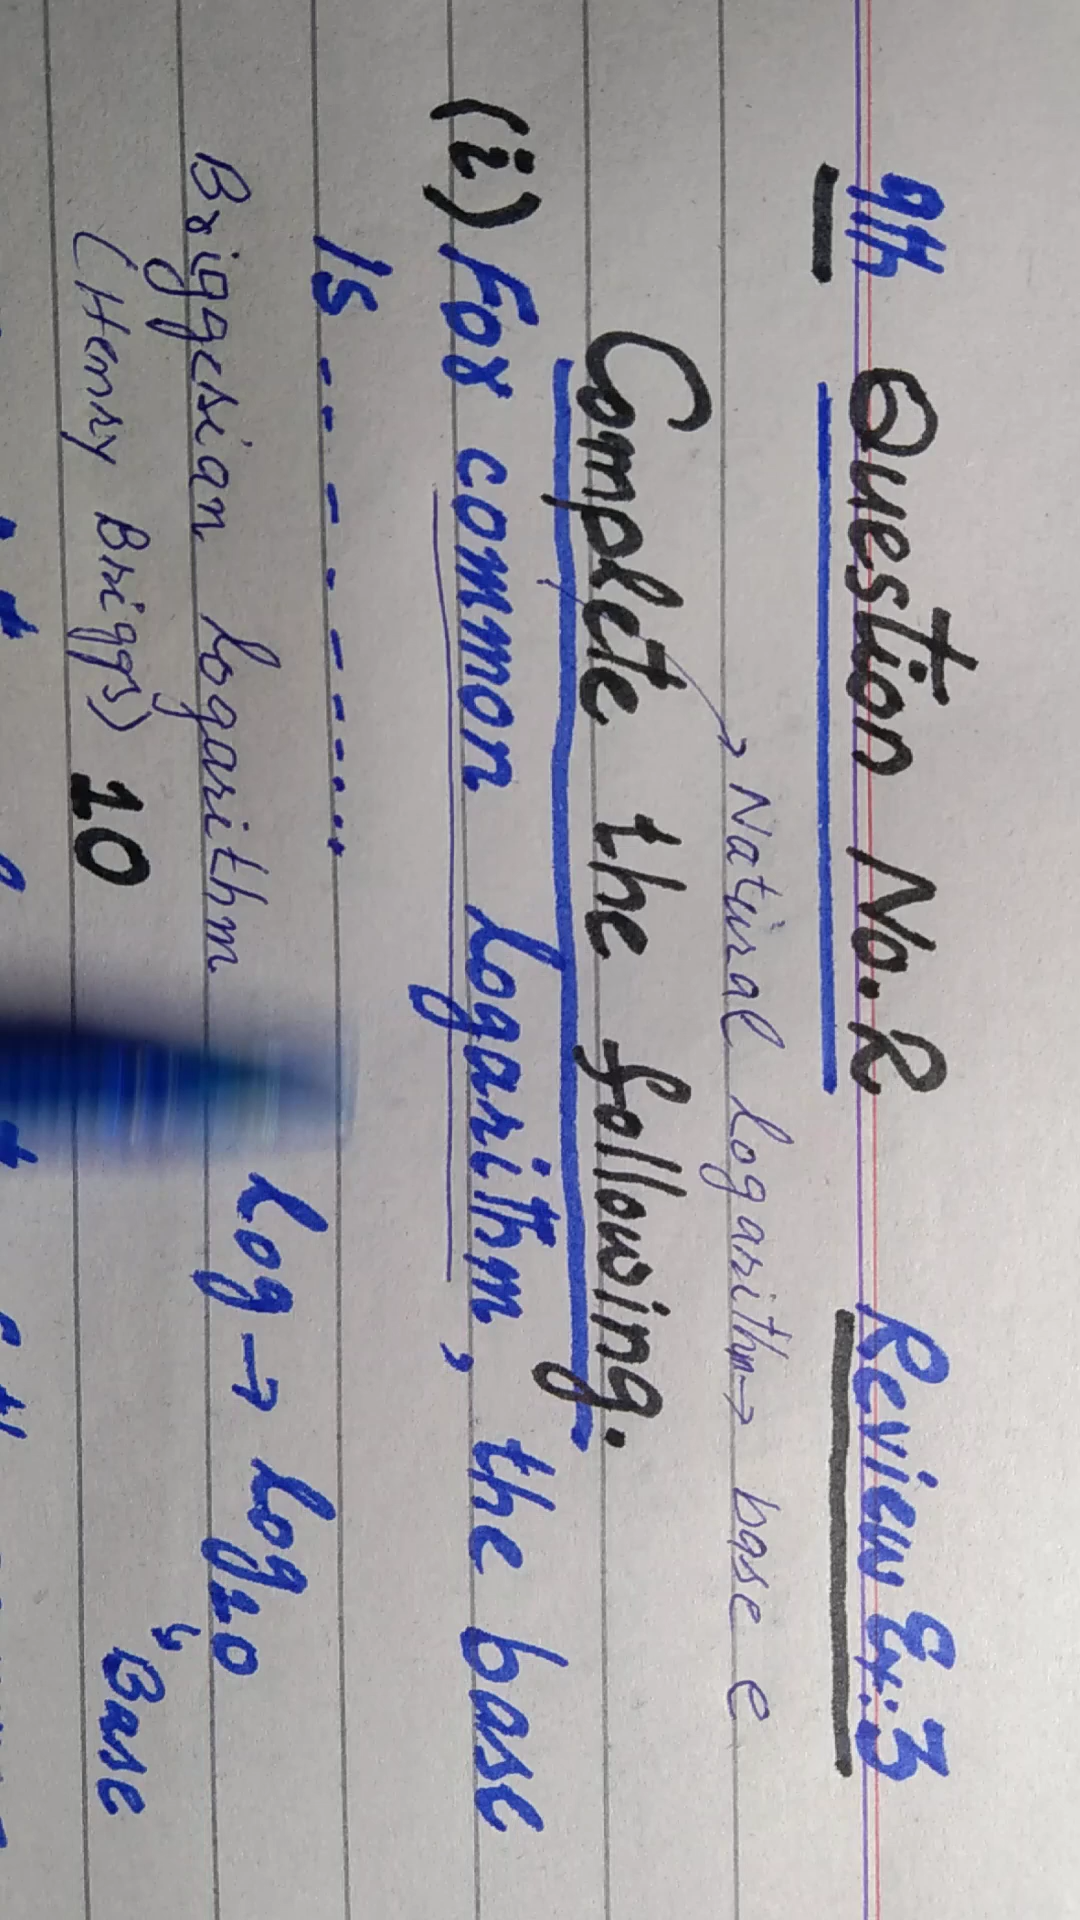 9th Question No.2 Review Ex:3
Natural logarithm→ base e
Complete the following.
(i) For common logarithm, the base
is ..........
Briggesian logarithm log→ log10
(Henry Briggs) 10 Base